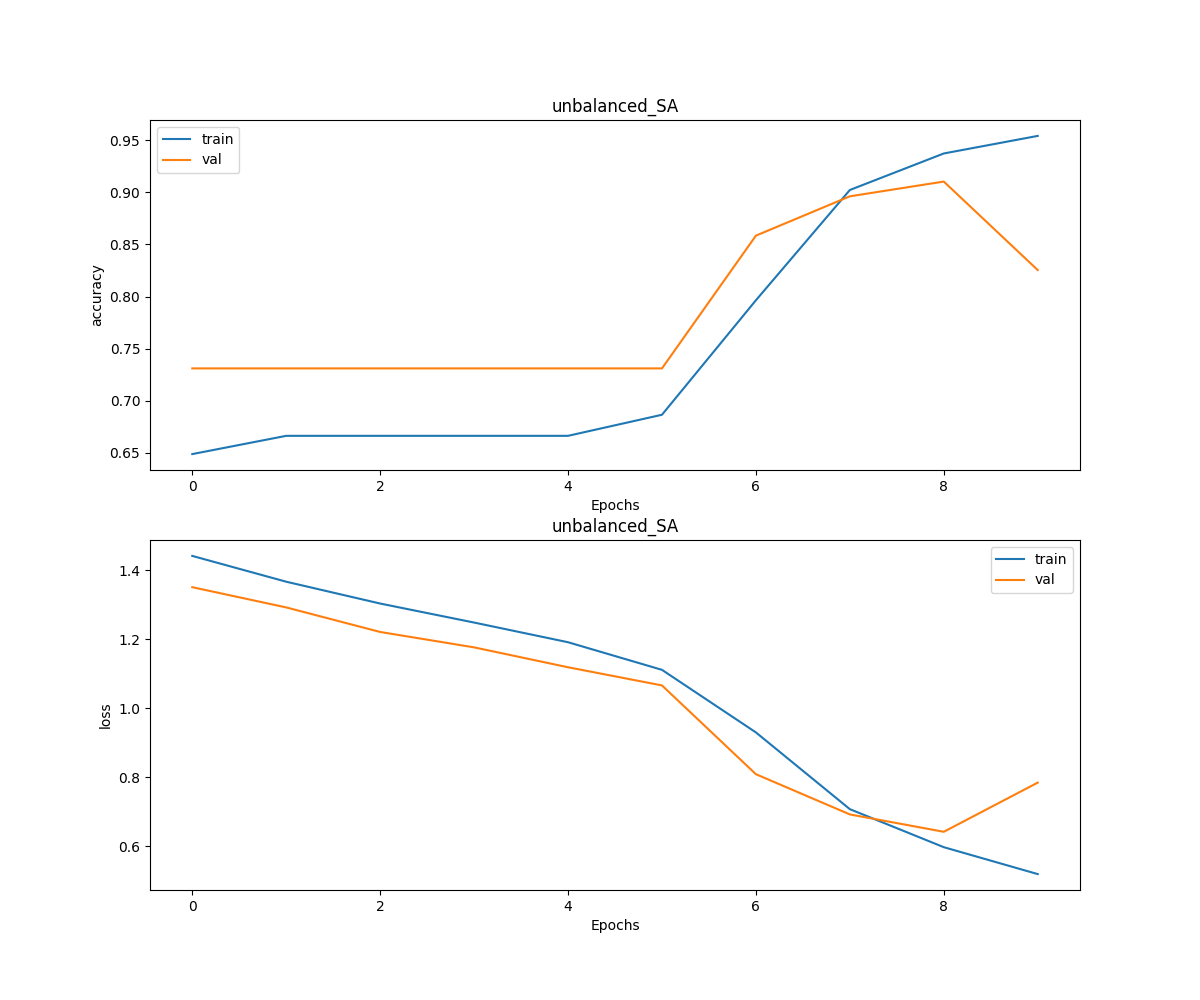 unbalanced_SA
train
val
0.95
0.90
0.85
0.80
0.75
0.70
0.65
accuracy
0 2 4 6 8
Epochs
unbalanced_SA
train
val
1.4
1.2
1.0
0.8
0.6
loss
0 2 4 6 8
Epochs